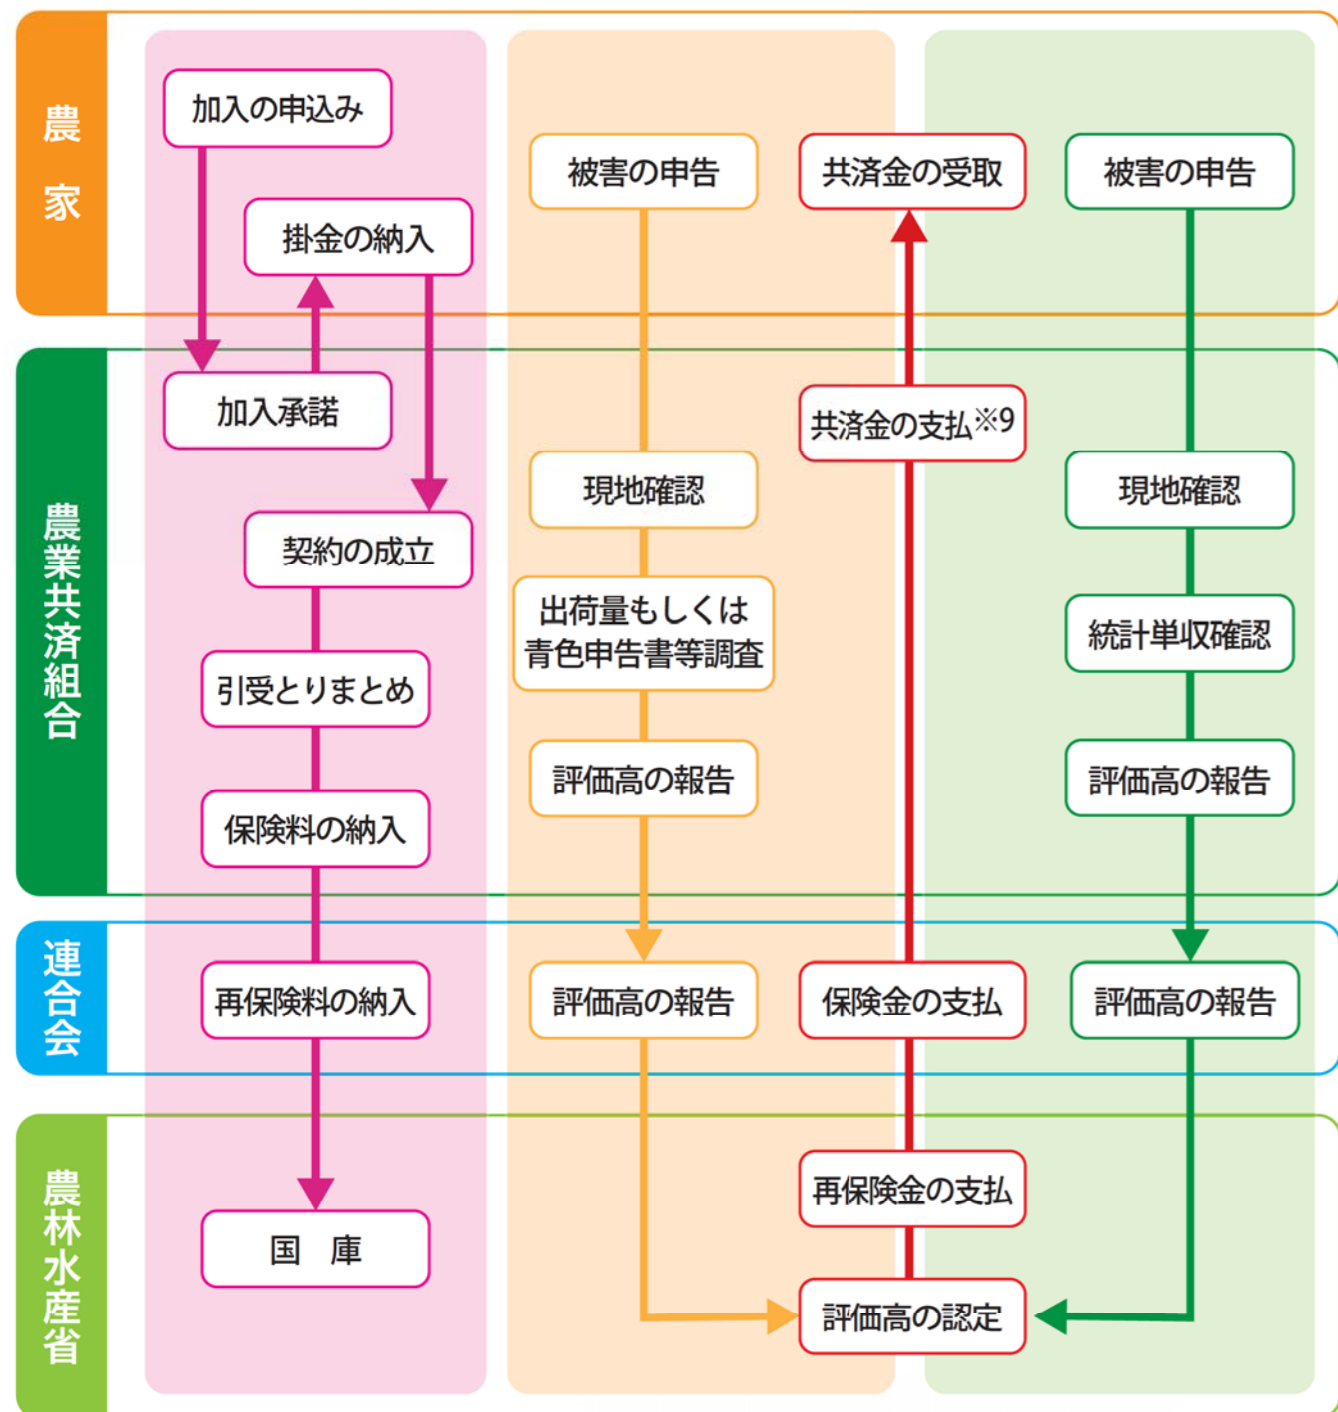 農家
加入の申込み
掛金の納入
被害の申告
共済金の受取
被害の申告
農業共済組合
加入承諾
契約の成立
引受とりまとめ
保険料の納入
現地確認
出荷量もしくは
青色申告書等調査
評価高の報告
共済金の支払※9
現地確認
統計単収確認
評価高の報告
連合会
再保険料の納入
評価高の報告
保険金の支払
評価高の報告
農林水産省
国　庫
再保険金の支払
評価高の認定